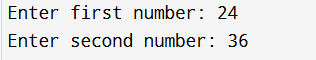 Enter first number: 24
Enter second number: 36